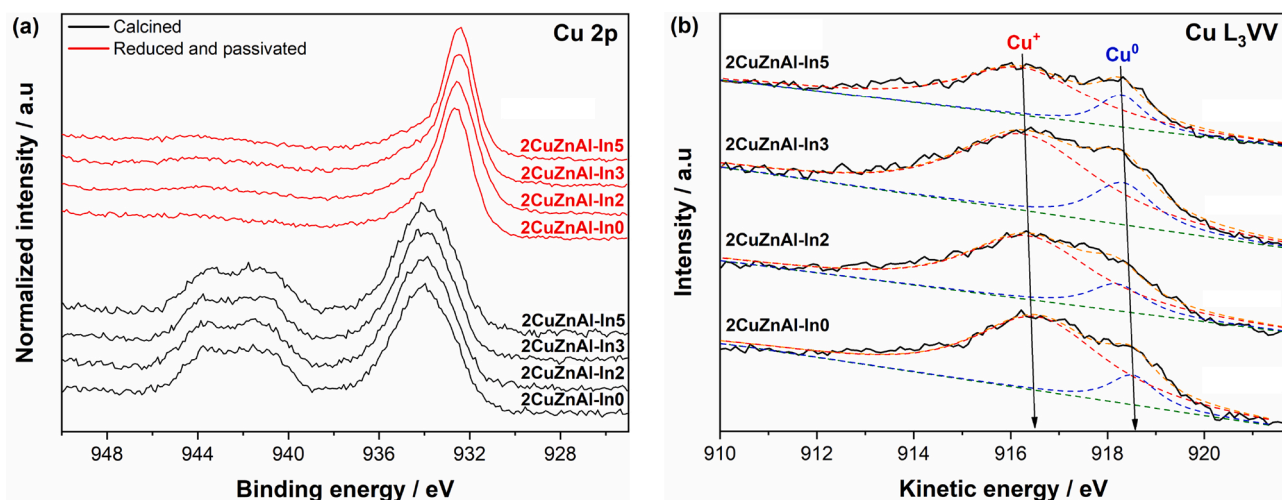 (a)
Cu 2p
Calcined
Reduced and passivated
2CuZnAl-In5
2CuZnAl-In3
2CuZnAl-In2
2CuZnAl-In0
2CuZnAl-In5
2CuZnAl-In3
2CuZnAl-In2
2CuZnAl-In0
Normalized intensity / a.u
948 944 940 936 932 928
Binding energy / eV
(b)
Cu L₃VV
Cu⁺
Cu⁰
2CuZnAl-In5
2CuZnAl-In3
2CuZnAl-In2
2CuZnAl-In0
Intensity / a.u
910 912 914 916 918 920
Kinetic energy / eV